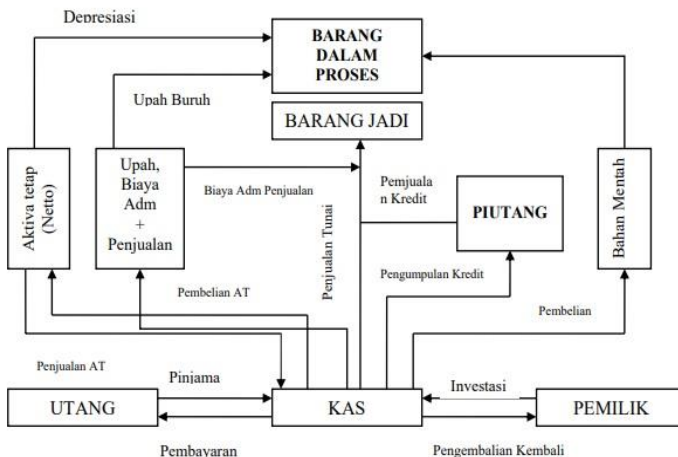 Depresiasi
BARANG
DALAM
PROSES
Upah Buruh
BARANG JADI
Aktiva tetap
(Netto)
Upah,
Biaya
Adm
+
Penjualan
Biaya Adm Penjualan
Pemjuala
n Kredit
PIUTANG
Bahan Mentah
Penjualan Tunai
Pengumpulan Kredit
Pembelian AT
Pembelian
Penjualan AT
Pinjama
Investasi
UTANG
KAS
PEMILIK
Pembayaran
Pengembalian Kembali